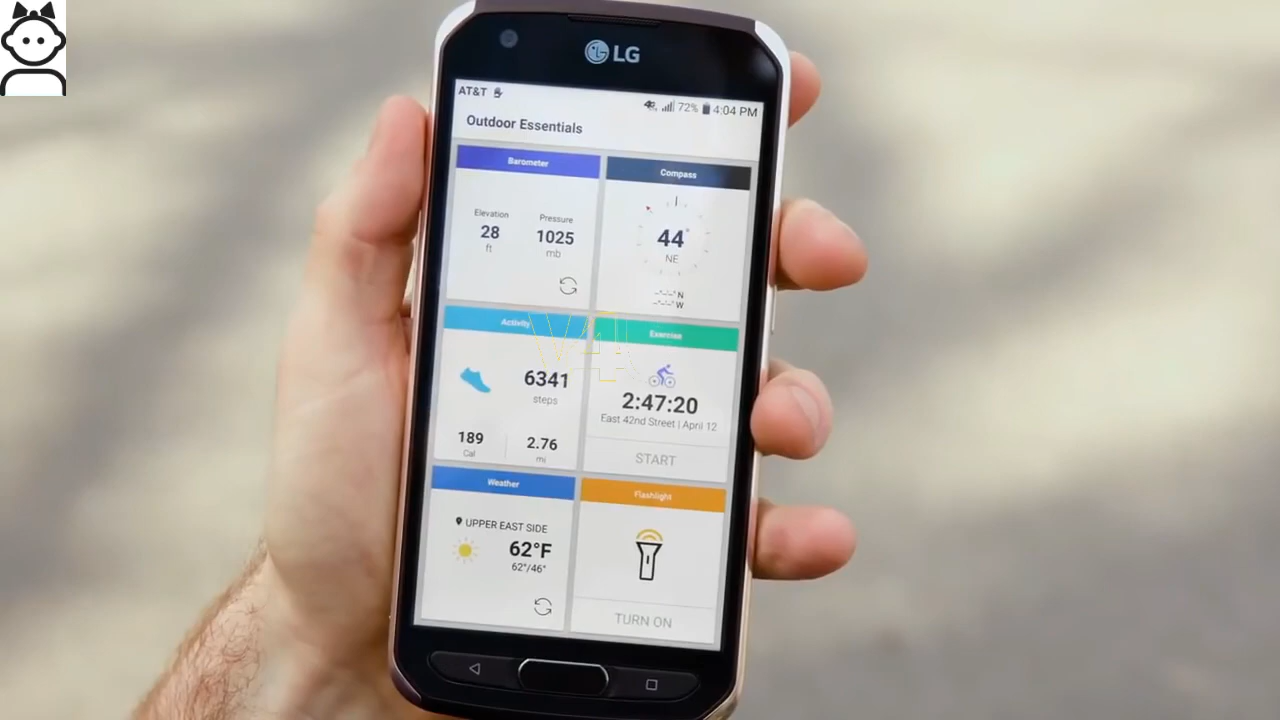 LG
AT&T 72% 4:04 PM
Outdoor Essentials
Barometer
Elevation
28
ft
Pressure
1025
mb
Compass
44°
NE
--°--'--"N
--°--'--"W
Activity
6341
steps
189
Cal
2.76
mi
Exercise
2:47:20
East 42nd Street | April 12
START
Weather
UPPER EAST SIDE
62°F
62°/46°
Flashlight
TURN ON